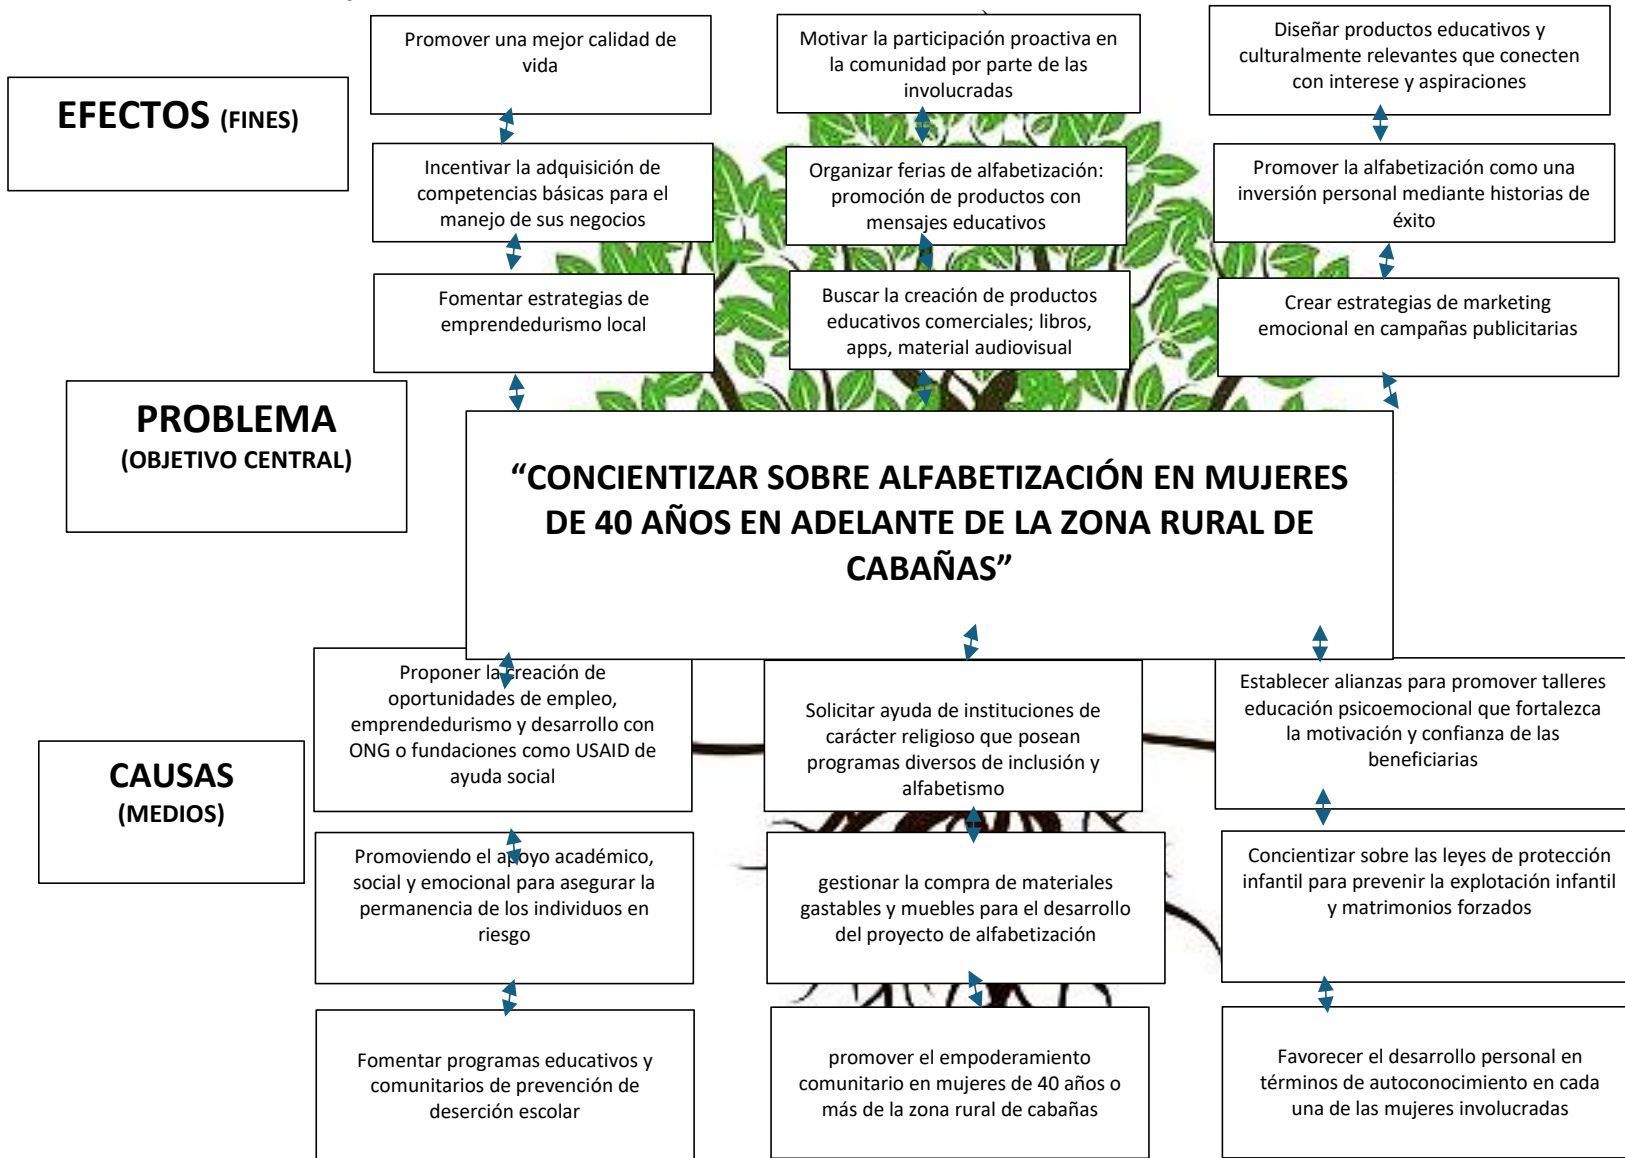 Promover una mejor calidad de
vida
Motivar la participación proactiva en
la comunidad por parte de las
involucradas
Diseñar productos educativos y
culturalmente relevantes que conecten
con interese y aspiraciones
EFECTOS (FINES)
Incentivar la adquisición de
competencias básicas para el
manejo de sus negocios
Organizar ferias de alfabetización:
promoción de productos con
mensajes educativos
Promover la alfabetización como una
inversión personal mediante historias de
éxito
Fomentar estrategias de
emprendedurismo local
Buscar la creación de productos
educativos comerciales; libros,
apps, material audiovisual
Crear estrategias de marketing
emocional en campañas publicitarias
PROBLEMA
(OBJETIVO CENTRAL)
“CONCIENTIZAR SOBRE ALFABETIZACIÓN EN MUJERES
DE 40 AÑOS EN ADELANTE DE LA ZONA RURAL DE
CABAÑAS”
Proponer la creación de
oportunidades de empleo,
emprendedurismo y desarrollo con
ONG o fundaciones como USAID de
ayuda social
Solicitar ayuda de instituciones de
carácter religioso que posean
programas diversos de inclusión y
alfabetismo
Establecer alianzas para promover talleres
educación psicoemocional que fortalezca
la motivación y confianza de las
beneficiarias
CAUSAS
(MEDIOS)
Promoviendo el apoyo académico,
social y emocional para asegurar la
permanencia de los individuos en
riesgo
gestionar la compra de materiales
gastables y muebles para el desarrollo
del proyecto de alfabetización
Concientizar sobre las leyes de protección
infantil para prevenir la explotación infantil
y matrimonios forzados
Fomentar programas educativos y
comunitarios de prevención de
deserción escolar
promover el empoderamiento
comunitario en mujeres de 40 años o
más de la zona rural de cabañas
Favorecer el desarrollo personal en
términos de autoconocimiento en cada
una de las mujeres involucradas